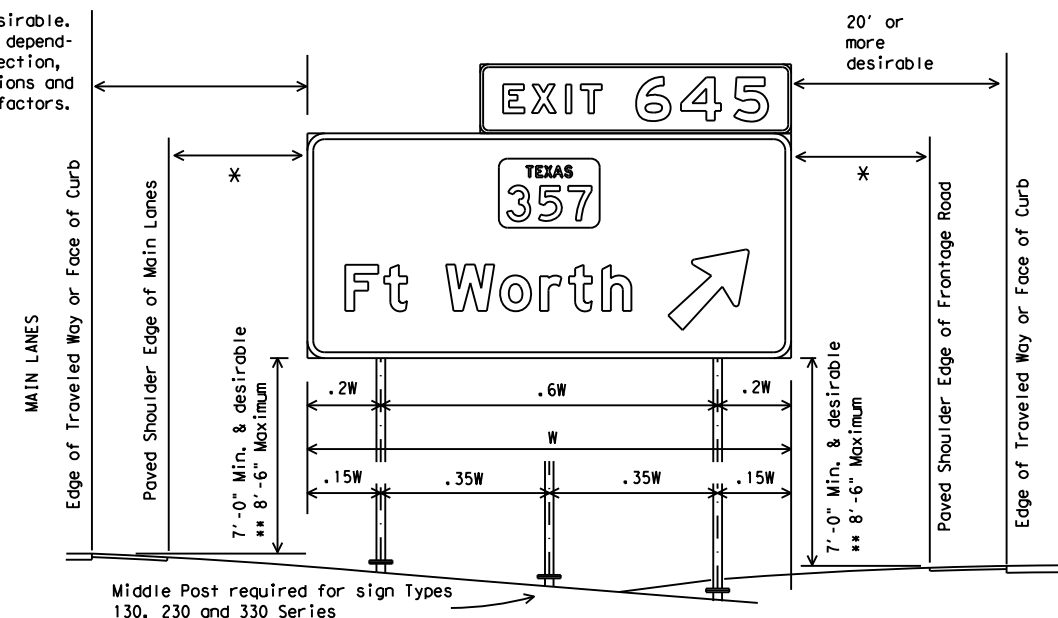 sirable.
depend-
ection,
ions and
factors.
20' or
more
desirable
EXIT 645
TEXAS
357
Ft Worth
*
*
MAIN LANES
Edge of Traveled Way or Face of Curb
Paved Shoulder Edge of Main Lanes
7'-0" Min. & desirable
** 8'-6" Maximum
.2W
.6W
.2W
W
.15W
.35W
.35W
.15W
7'-0" Min. & desirable
** 8'-6" Maximum
Paved Shoulder Edge of Frontage Road
Edge of Traveled Way or Face of Curb
Middle Post required for sign Types
130, 230 and 330 Series